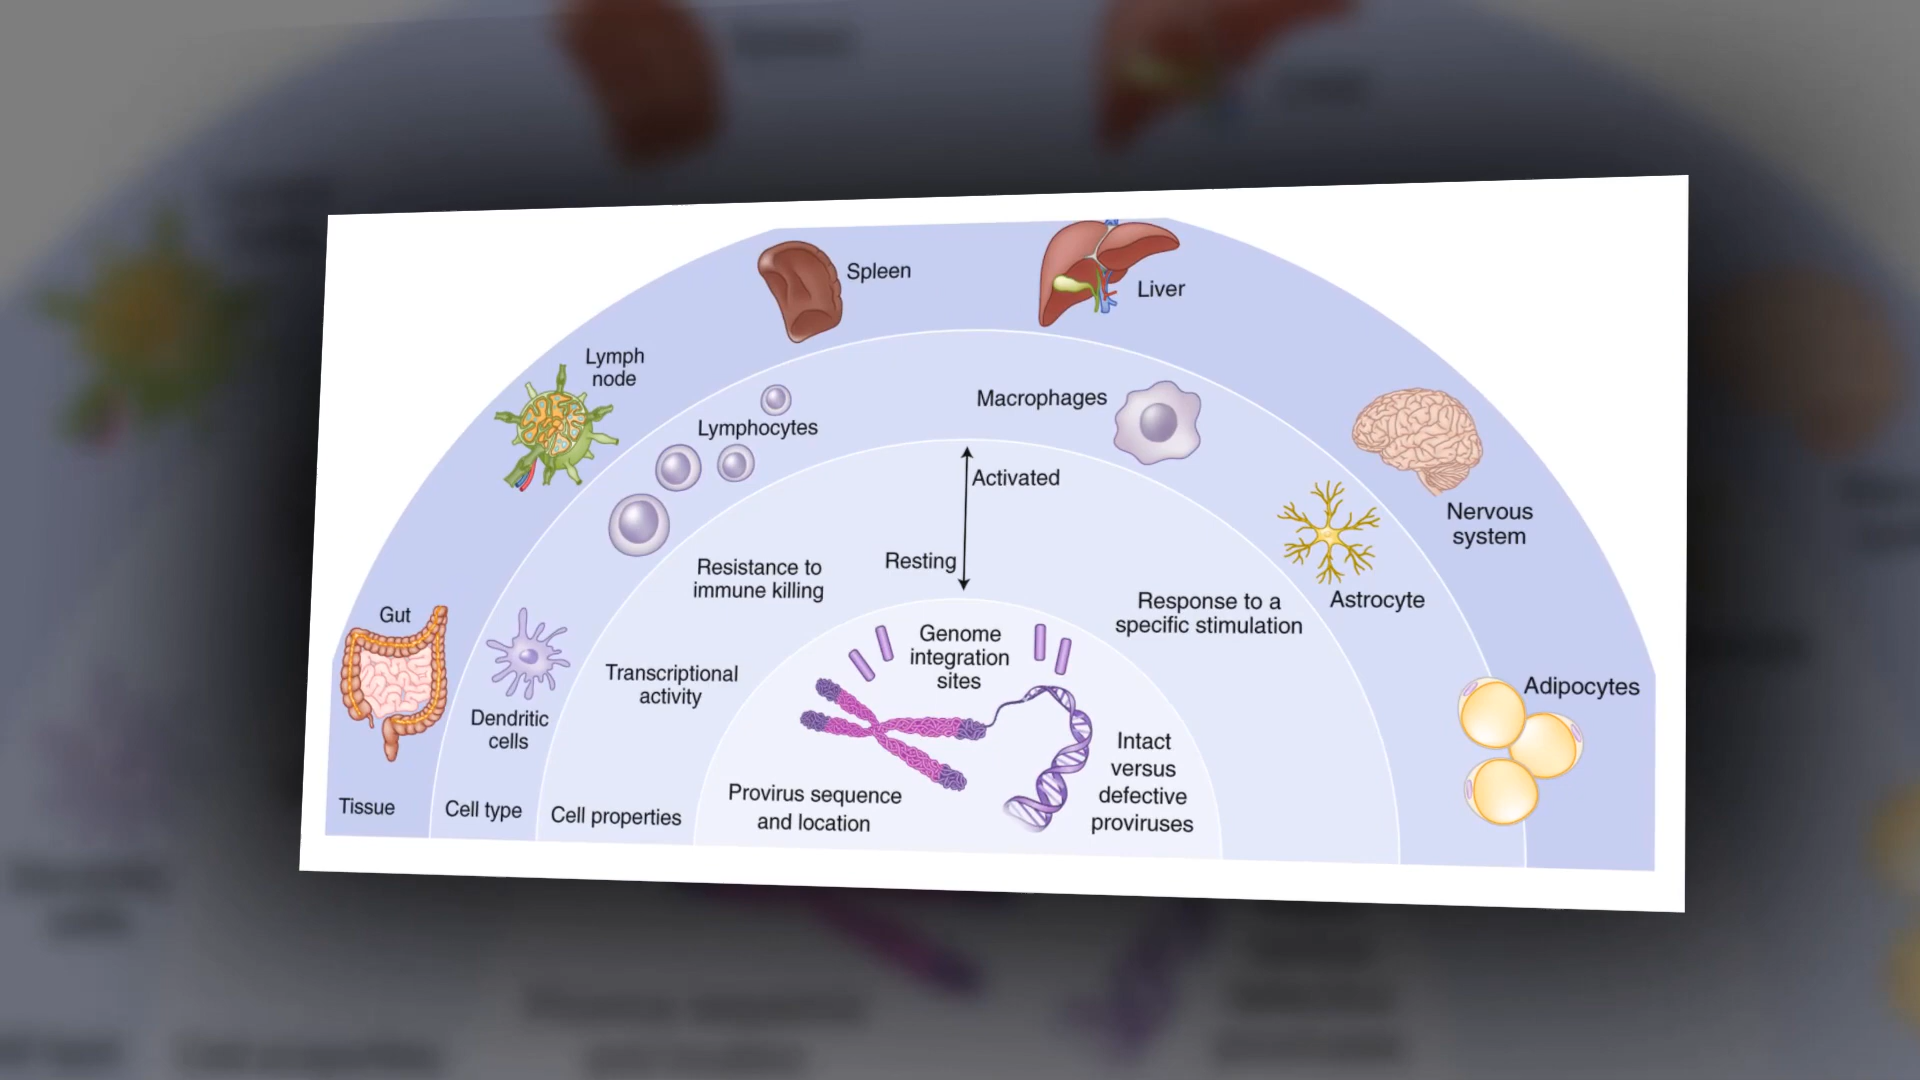 Spleen
Liver
Lymph
node
Macrophages
Lymphocytes
Activated
Nervous
system
Resting
Resistance to
immune killing
Astrocyte
Response to a
specific stimulation
Gut
Genome
integration
sites
Transcriptional
activity
Adipocytes
Dendritic
cells
Intact
versus
defective
proviruses
Provirus sequence
and location
Tissue
Cell type
Cell properties